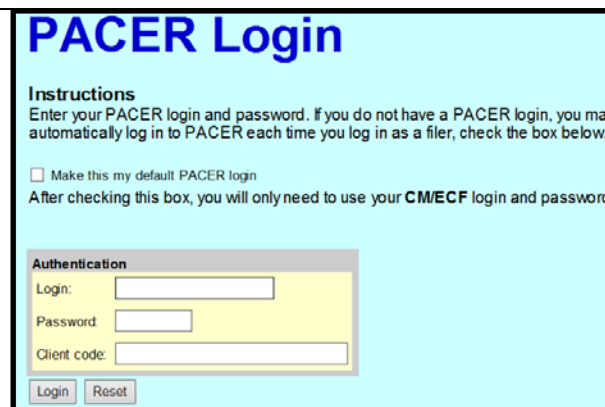 PACER Login
Instructions
Enter your PACER login and password. If you do not have a PACER login, you ma
automatically log in to PACER each time you log in as a filer, check the box below.
Make this my default PACER login
After checking this box, you will only need to use your CM/ECF login and password
Authentication
Login:
Password:
Client code:
Login Reset